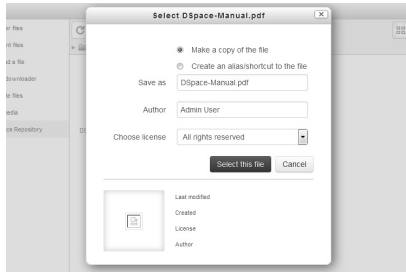 Select DSpace-Manual.pdf
Make a copy of the file
Create an alias/shortcut to the file
Save as DSpace-Manual.pdf
Author Admin User
Choose license All rights reserved
Select this file Cancel
Last modified
Created
License
Author
er files
nt files
ad a file
downloader
te files
edia
ce Repository
DS